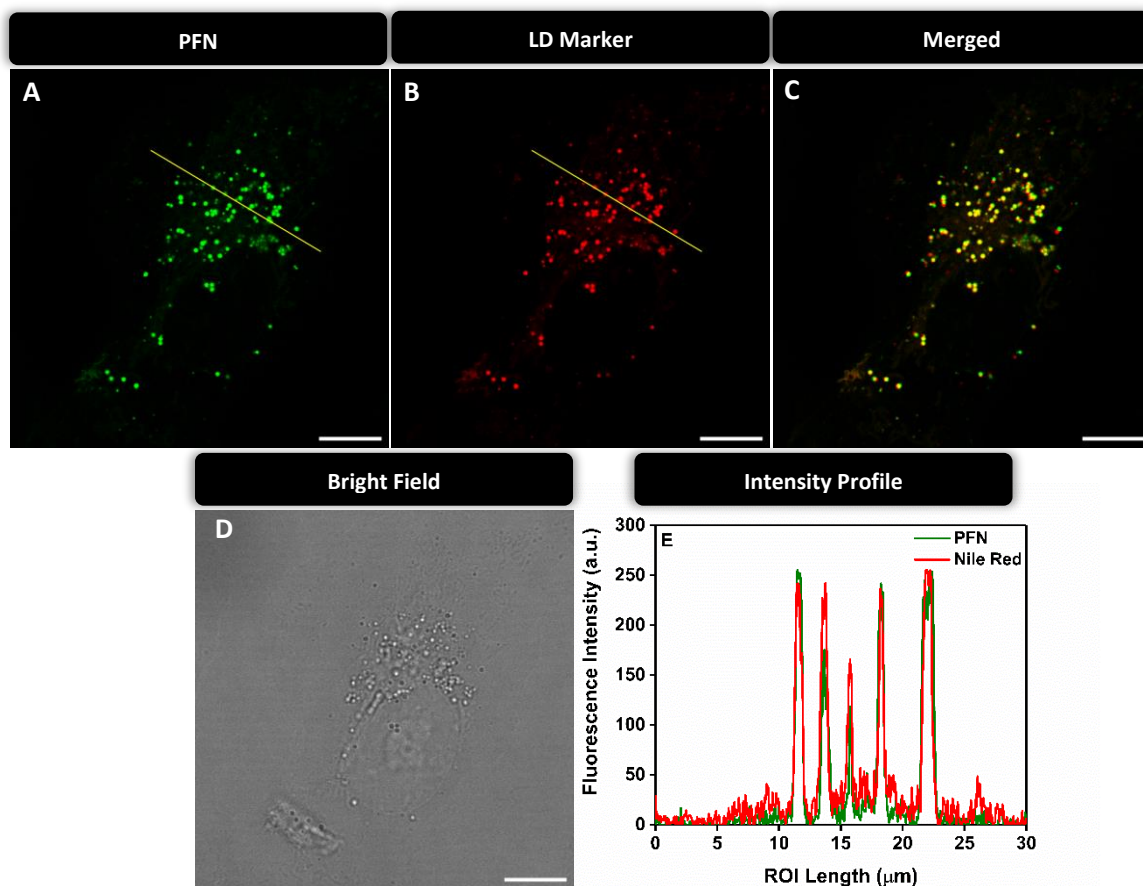 PFN
LD Marker
Merged
A
B
C
Bright Field
Intensity Profile
D
E
PFN
Nile Red
300
250
200
150
100
50
0
Fluorescence Intensity (a.u.)
0 5 10 15 20 25 30
ROI Length (μm)